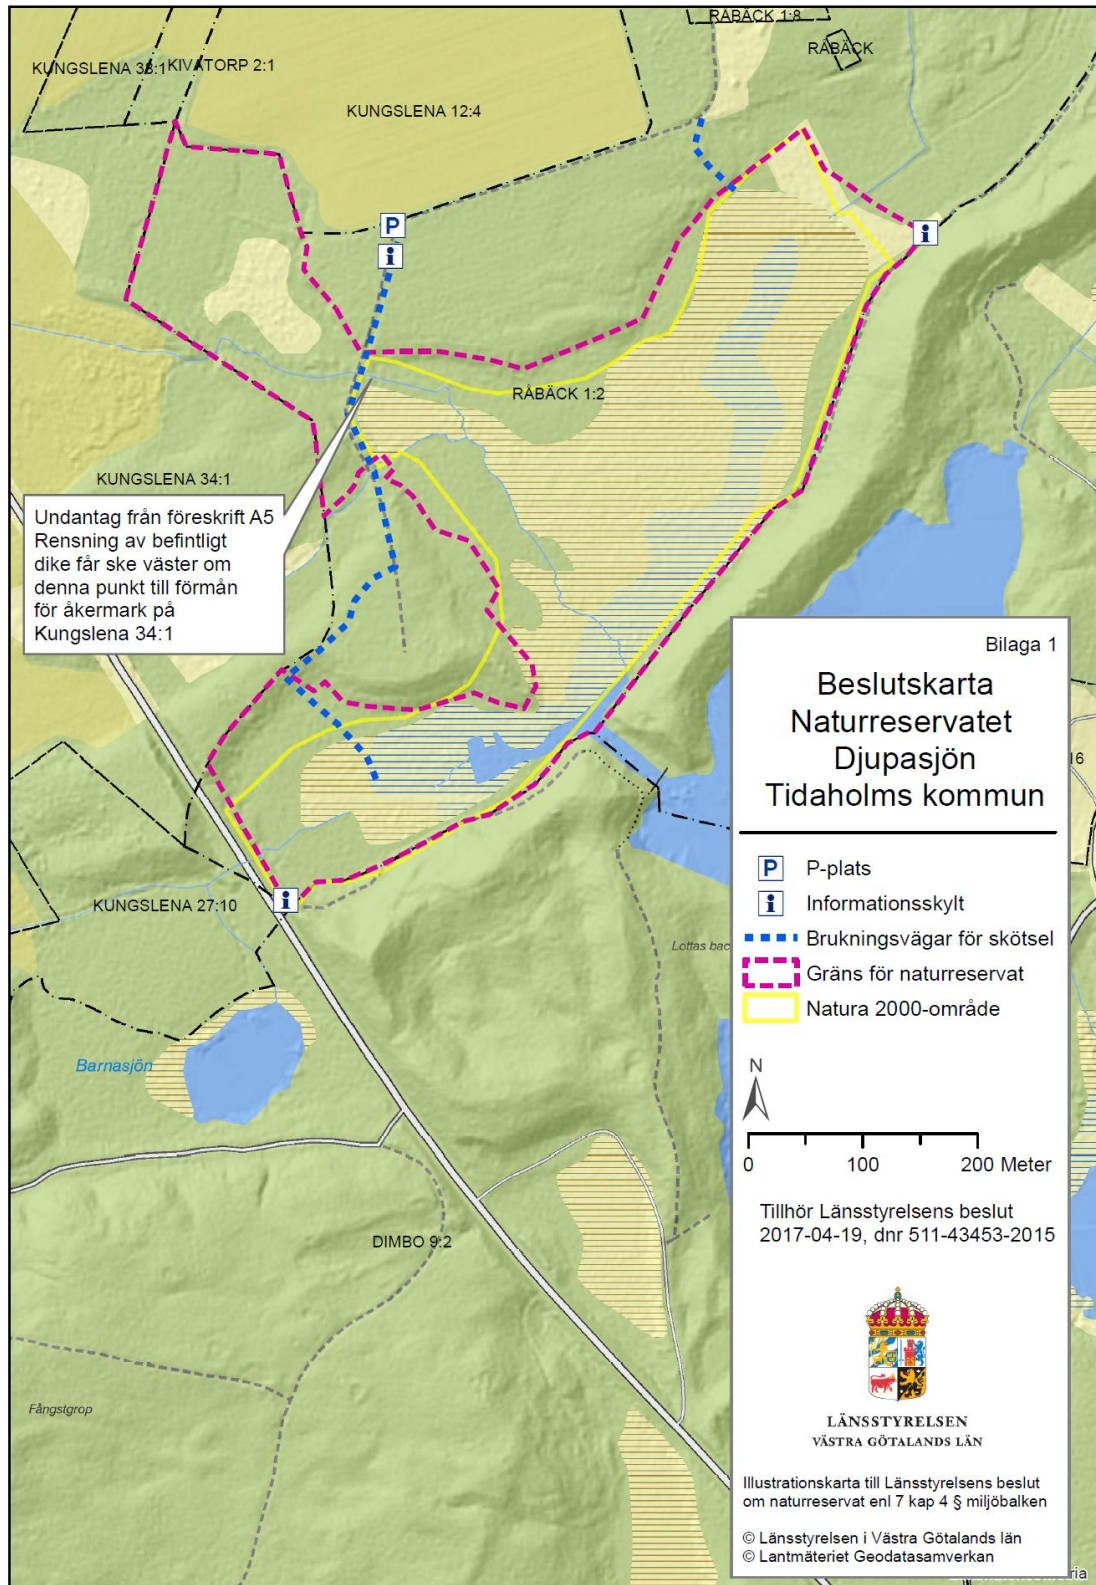 RÅBÄCK 1:8
RÅBÄCK
KUNGSLENA 38:1
KIVATORP 2:1
KUNGSLENA 12:4
P
i
i
RÅBÄCK 1:2
KUNGSLENA 34:1
Undantag från föreskrift A5
Rensning av befintligt
dike får ske väster om
denna punkt till förmån
för åkermark på
Kungslena 34:1
KUNGSLENA 27:10
i
Lottas bac
Barnasjön
DIMBO 9:2
Fångstgrop
16
Bilaga 1
Beslutskarta
Naturreservatet
Djupasjön
Tidaholms kommun
P P-plats
i Informationsskylt
Brukningsvägar för skötsel
Gräns för naturreservat
Natura 2000-område
N
0 100 200 Meter
Tillhör Länsstyrelsens beslut
2017-04-19, dnr 511-43453-2015
LÄNSSTYRELSEN
VÄSTRA GÖTALANDS LÄN
Illustrationskarta till Länsstyrelsens beslut
om naturreservat enl 7 kap 4 § miljöbalken
© Länsstyrelsen i Västra Götalands län
© Lantmäteriet Geodatasamverkan